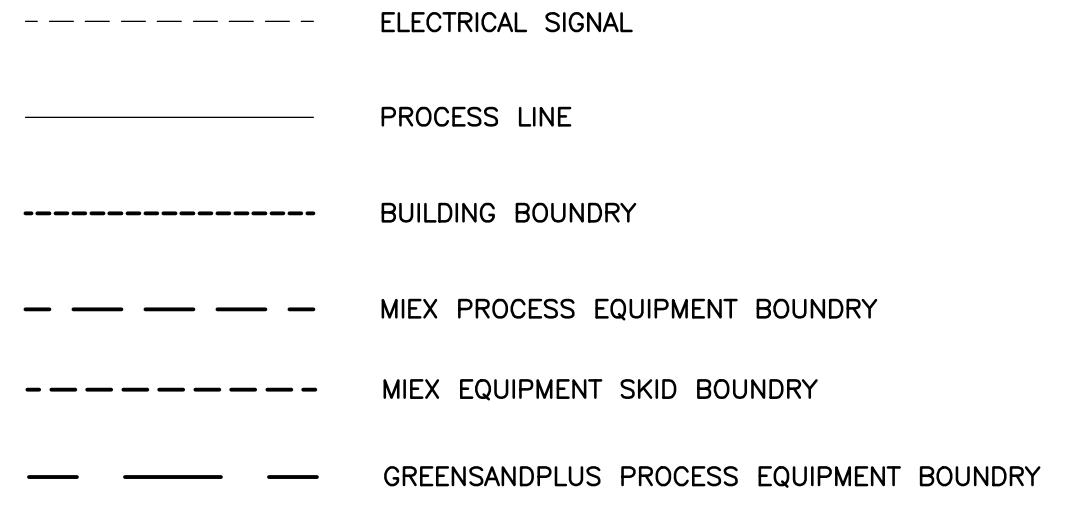 ELECTRICAL SIGNAL
PROCESS LINE
BUILDING BOUNDRY
MIEX PROCESS EQUIPMENT BOUNDRY
MIEX EQUIPMENT SKID BOUNDRY
GREENSANDPLUS PROCESS EQUIPMENT BOUNDRY